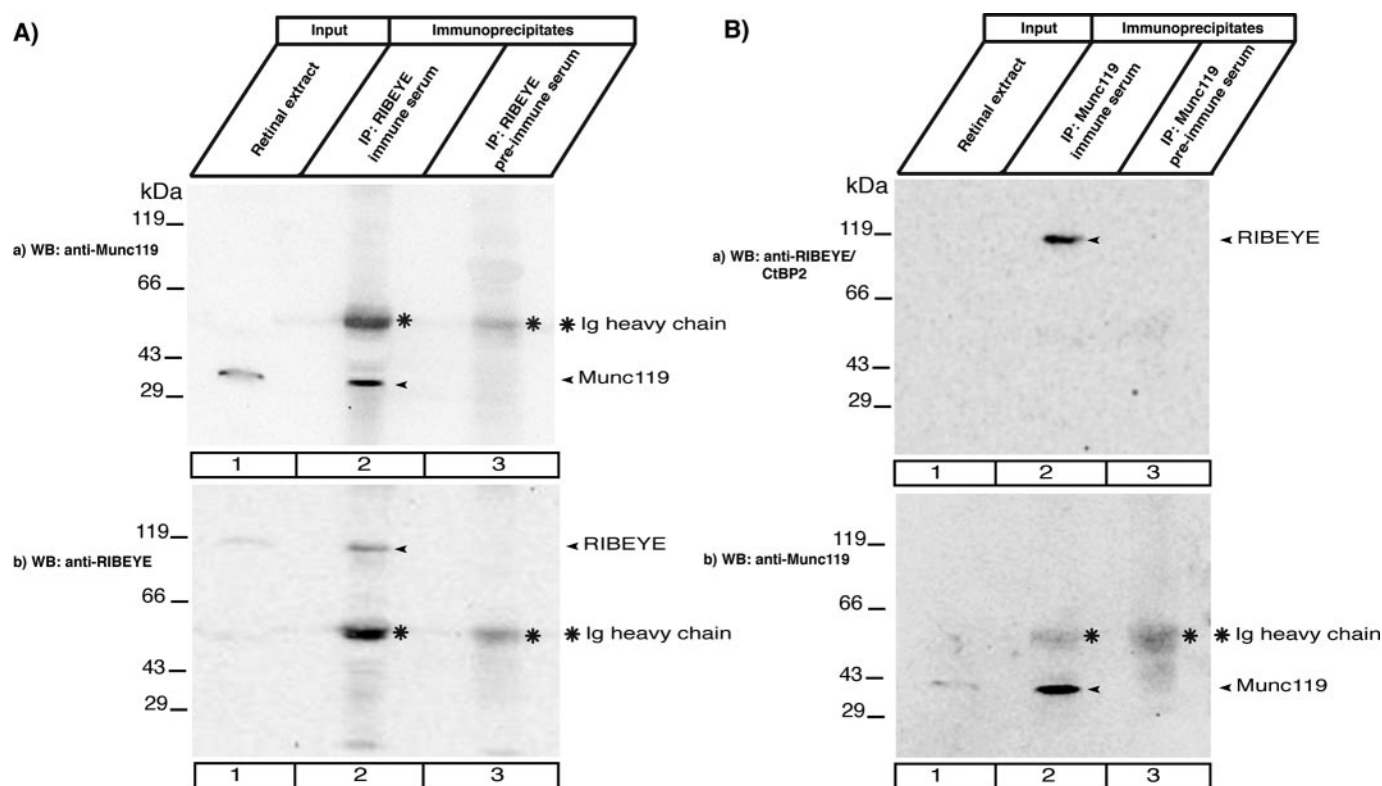 A)
Input
Immunoprecipitates
Retinal extract
IP: RIBEYE
immune serum
IP: RIBEYE
pre-immune serum
kDa
119
a) WB: anti-Munc119
66
✱
✱
✱ Ig heavy chain
43
Munc119
29
1
2
3
119
RIBEYE
b) WB: anti-RIBEYE
66
✱
✱
✱ Ig heavy chain
43
29
1
2
3
B)
Input
Immunoprecipitates
Retinal extract
IP: Munc119
immune serum
IP: Munc119
pre-immune serum
kDa
119
RIBEYE
a) WB: anti-RIBEYE/
CtBP2
66
43
29
1
2
3
119
b) WB: anti-Munc119
66
✱
✱
✱ Ig heavy chain
43
Munc119
29
1
2
3